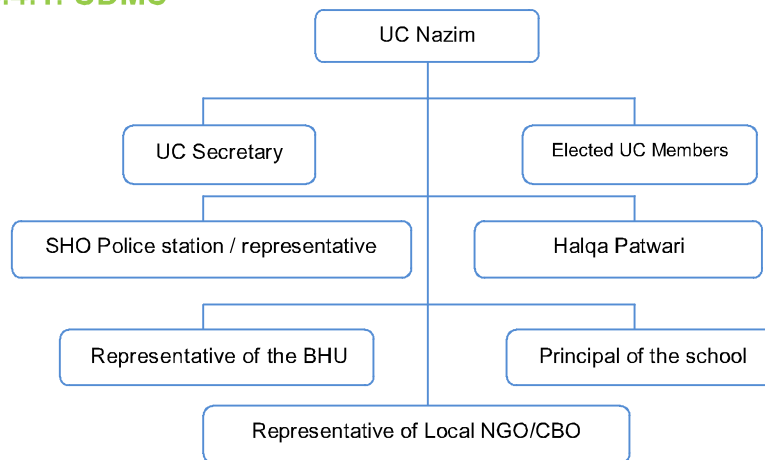 UC Nazim
UC Secretary
Elected UC Members
SHO Police station / representative
Halqa Patwari
Representative of the BHU
Principal of the school
Representative of Local NGO/CBO